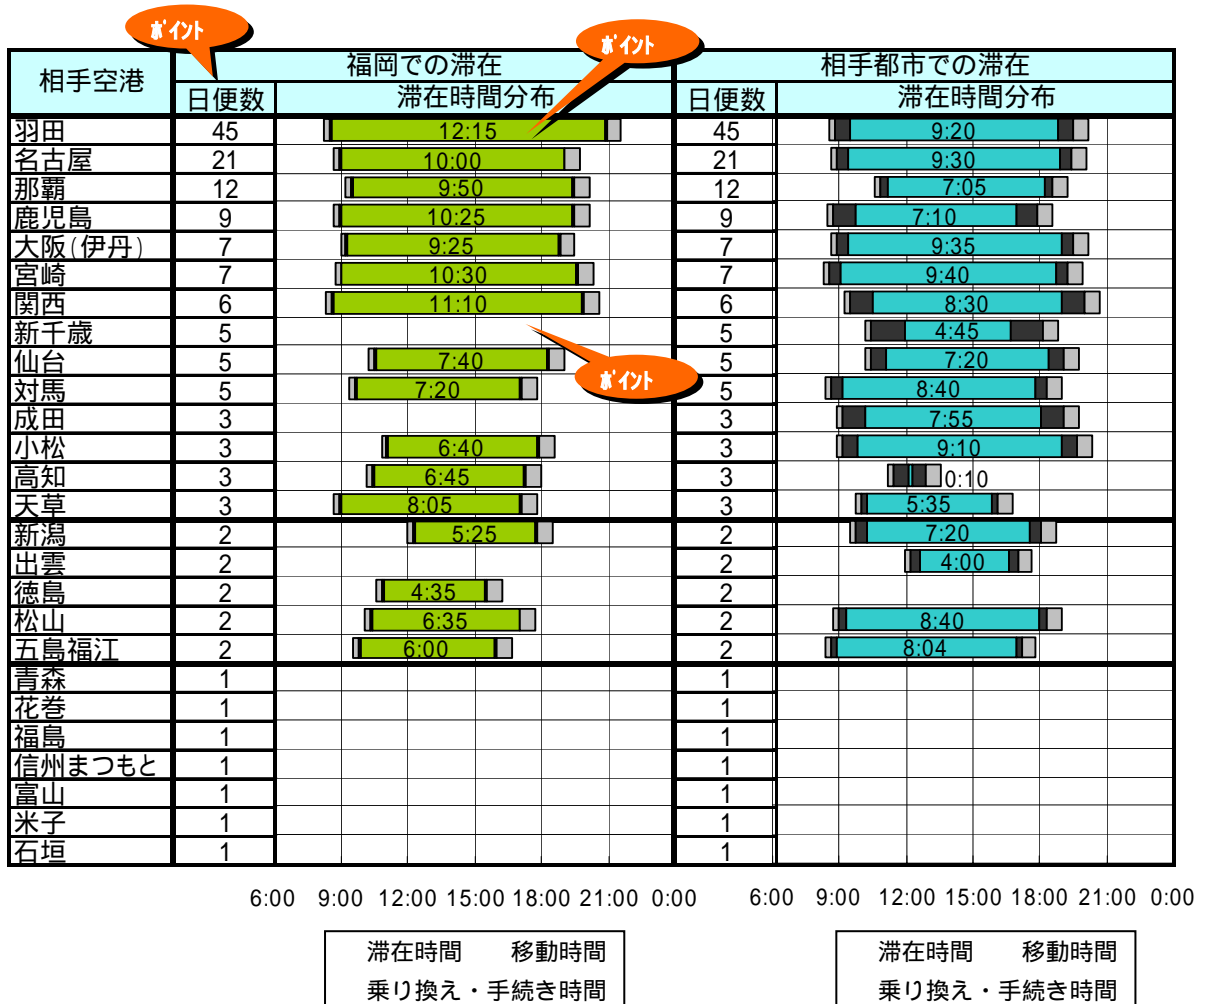 ポイント
ポイント
相手空港 福岡での滞在 相手都市での滞在
日便数 滞在時間分布 日便数 滞在時間分布
羽田 45 12:15 45 9:20
名古屋 21 10:00 21 9:30
那覇 12 9:50 12 7:05
鹿児島 9 10:25 9 7:10
大阪(伊丹) 7 9:25 7 9:35
宮崎 7 10:30 7 9:40
関西 6 11:10 6 8:30
新千歳 5 5 4:45
仙台 5 7:40 5 7:20
ポイント
対馬 5 7:20 5 8:40
成田 3 3 7:55
小松 3 6:40 3 9:10
高知 3 6:45 3 0:10
天草 3 8:05 3 5:35
新潟 2 5:25 2 7:20
出雲 2 2 4:00
徳島 2 4:35 2
松山 2 6:35 2 8:40
五島福江 2 6:00 2 8:04
青森 1 1
花巻 1 1
福島 1 1
信州まつもと 1 1
富山 1 1
米子 1 1
石垣 1 1
6:00 9:00 12:00 15:00 18:00 21:00 0:00 6:00 9:00 12:00 15:00 18:00 21:00 0:00
滞在時間 移動時間 滞在時間 移動時間
乗り換え・手続き時間 乗り換え・手続き時間